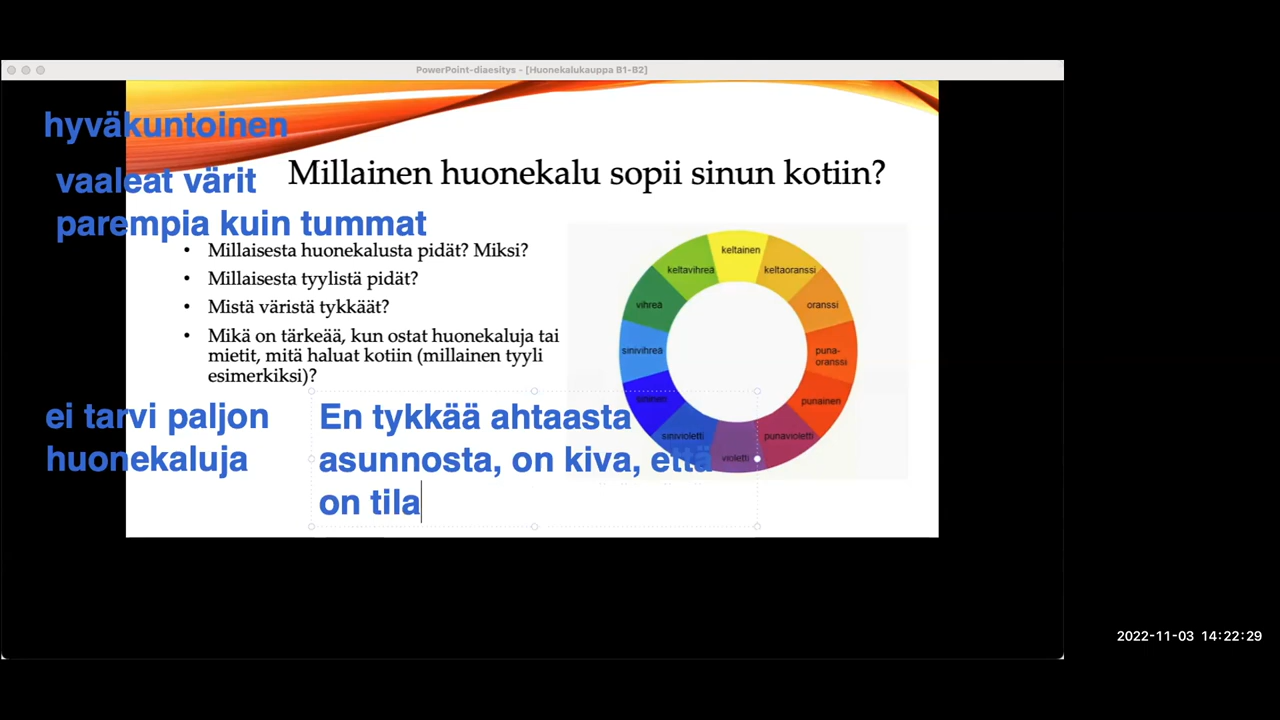 PowerPoint-diaesitys - [Huonekalukauppa B1-B2]
hyväkuntoinen
vaaleat värit
parempia kuin tummat
Millainen huonekalu sopii sinun kotiin?
• Millaisesta huonekalusta pidät? Miksi?
• Millaisesta tyylistä pidät?
• Mistä väristä tykkäät?
• Mikä on tärkeää, kun ostat huonekaluja tai
mietit, mitä haluat kotiin (millainen tyyli
esimerkiksi)?
keltainen
keltaoranssi
oranssi
puna-
oranssi
punainen
punavioletti
violetti
sinivioletti
sininen
sinivihreä
vihreä
keltavihreä
ei tarvi paljon
huonekaluja
En tykkää ahtaasta
asunnosta, on kiva, että
on tila
2022-11-03 14:22:29